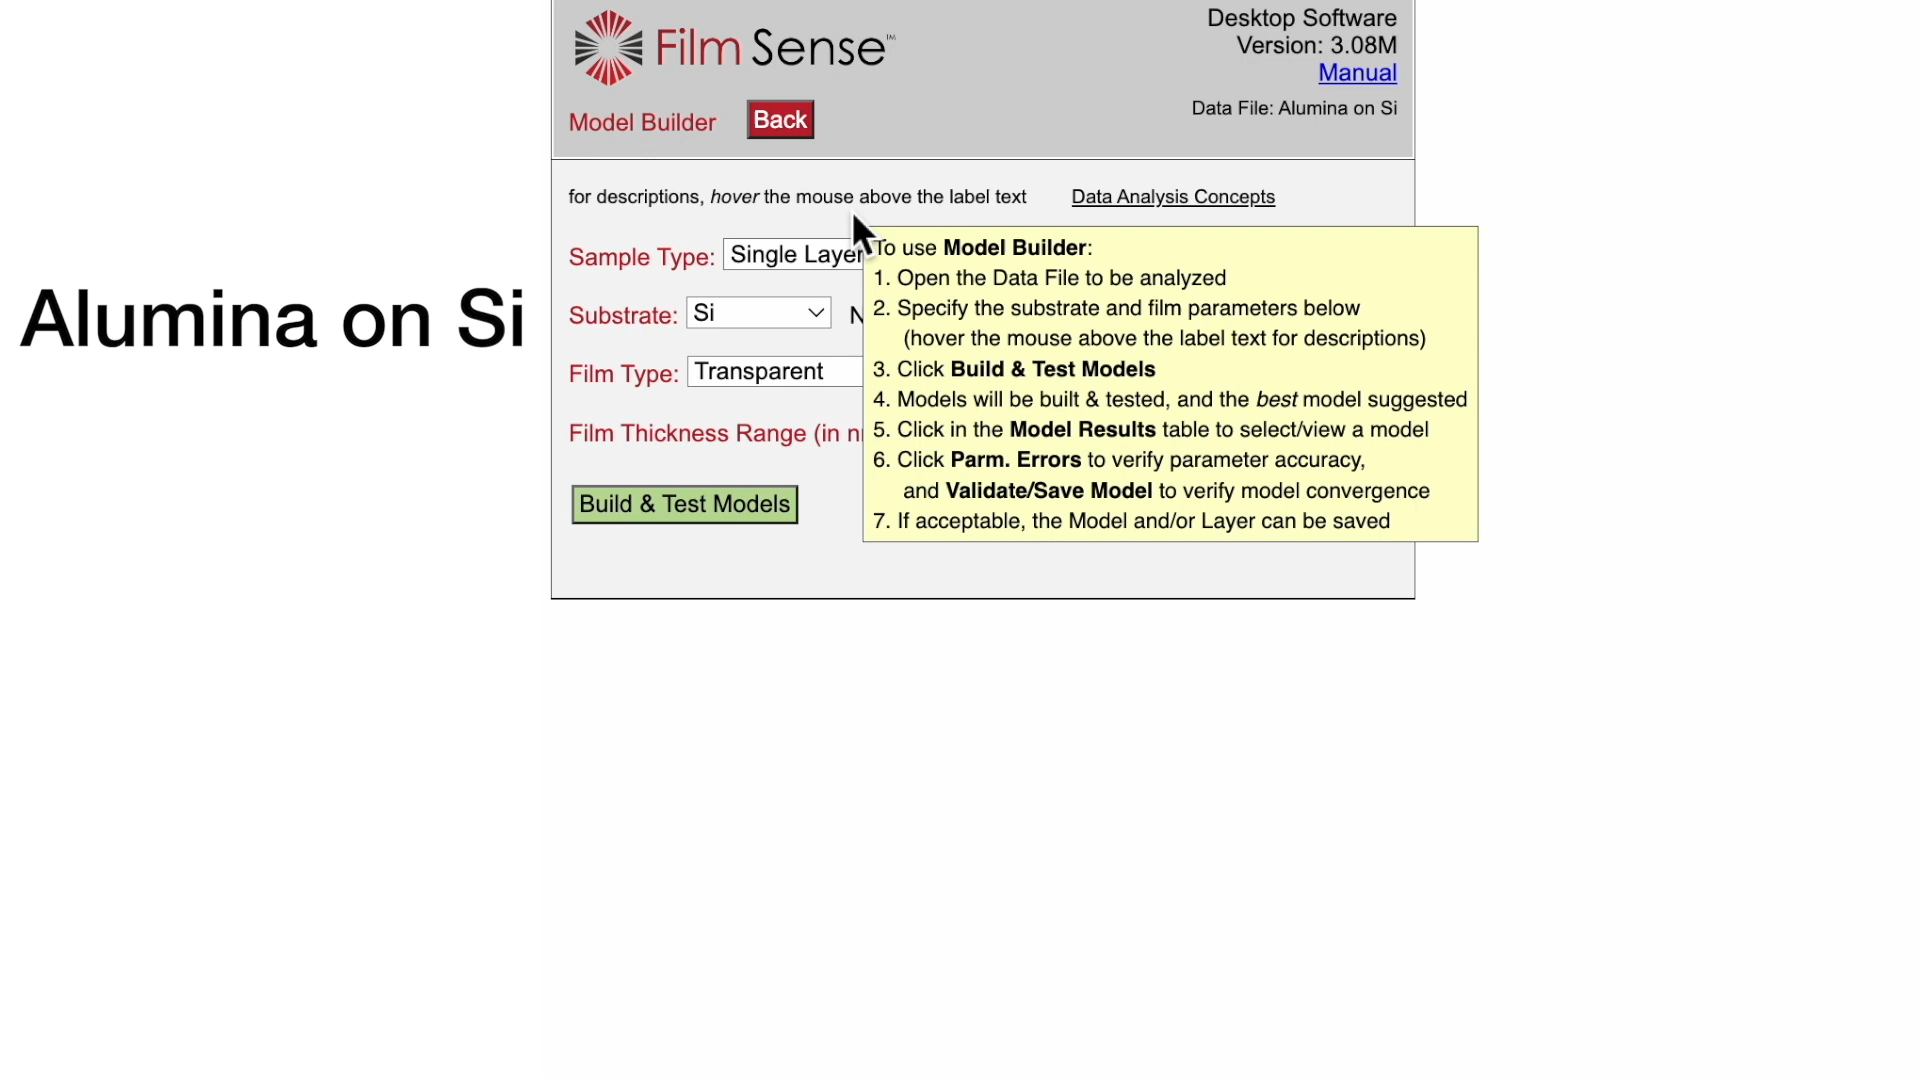 Film Sense™
Desktop Software
Version: 3.08M
Manual
Model Builder
Back
Data File: Alumina on Si
for descriptions, hover the mouse above the label text
Data Analysis Concepts
Alumina on Si
Sample Type: Single Layer
Substrate: Si
Film Type: Transparent
Film Thickness Range (in
Build & Test Models
To use Model Builder:
1. Open the Data File to be analyzed
2. Specify the substrate and film parameters below
(hover the mouse above the label text for descriptions)
3. Click Build & Test Models
4. Models will be built & tested, and the best model suggested
5. Click in the Model Results table to select/view a model
6. Click Parm. Errors to verify parameter accuracy,
and Validate/Save Model to verify model convergence
7. If acceptable, the Model and/or Layer can be saved